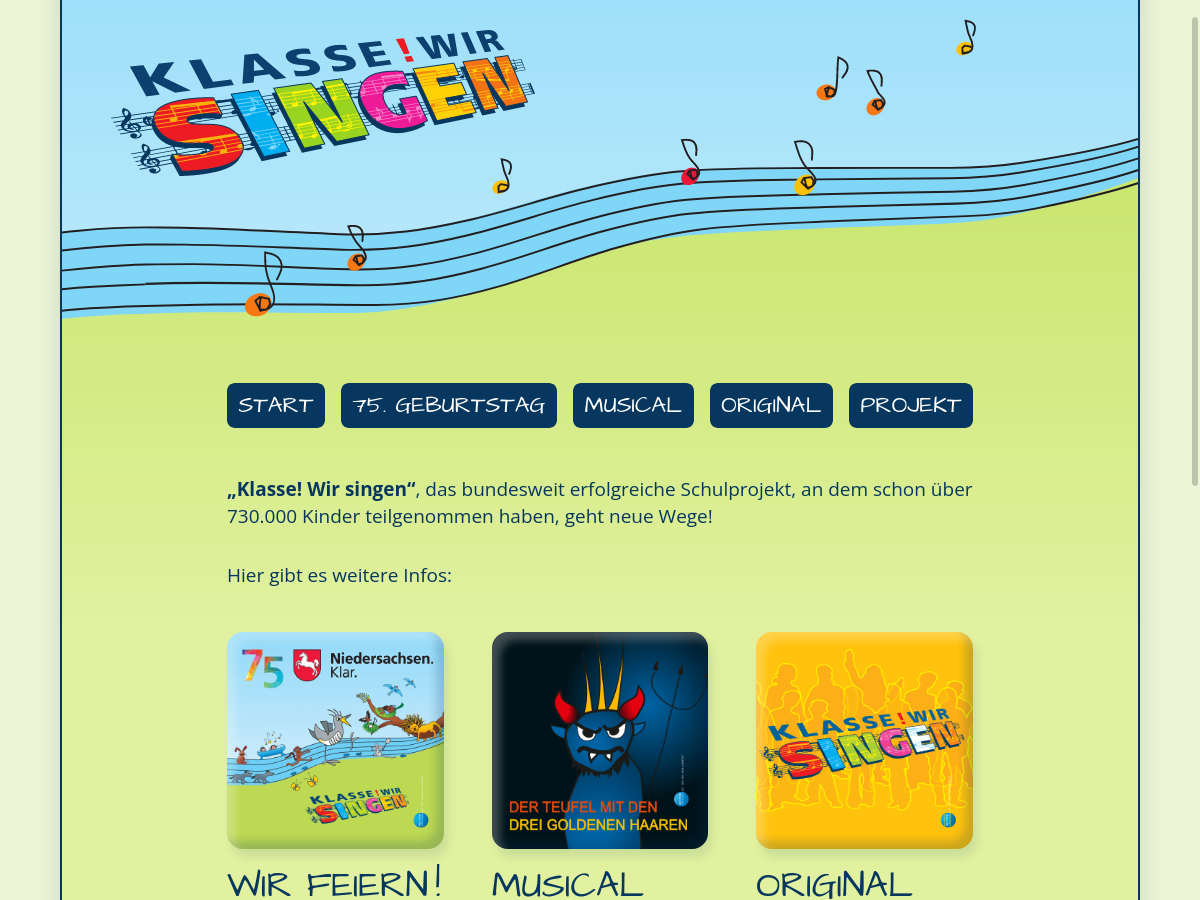 KLASSE!WIR
SINGEN
START
75. GEBURTSTAG
MUSICAL
ORIGINAL
PROJEKT
„Klasse! Wir singen“, das bundesweit erfolgreiche Schulprojekt, an dem schon über
730.000 Kinder teilgenommen haben, geht neue Wege!
Hier gibt es weitere Infos:
75
Niedersachsen.
Klar.
KLASSE!WIR
SINGEN
DER TEUFEL MIT DEN
DREI GOLDENEN HAAREN
KLASSE!WIR
SINGEN
WIR FEIERN!
MUSICAL
ORIGINAL